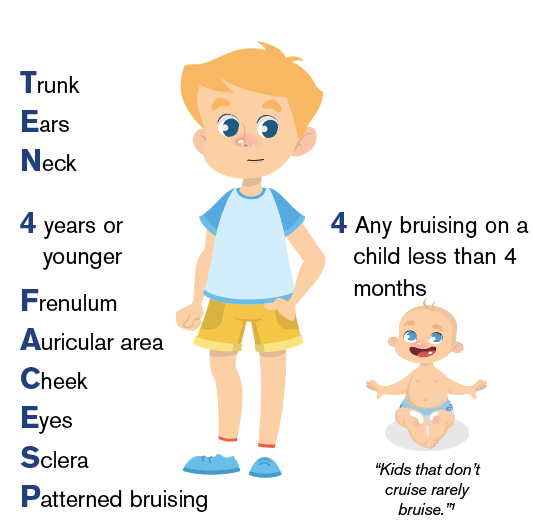 Trunk
Ears
Neck
4 years or
younger
Frenulum
Auricular area
Cheek
Eyes
Sclera
Patterned bruising
4 Any bruising on a
child less than 4
months
“Kids that don’t
cruise rarely
bruise.”¹